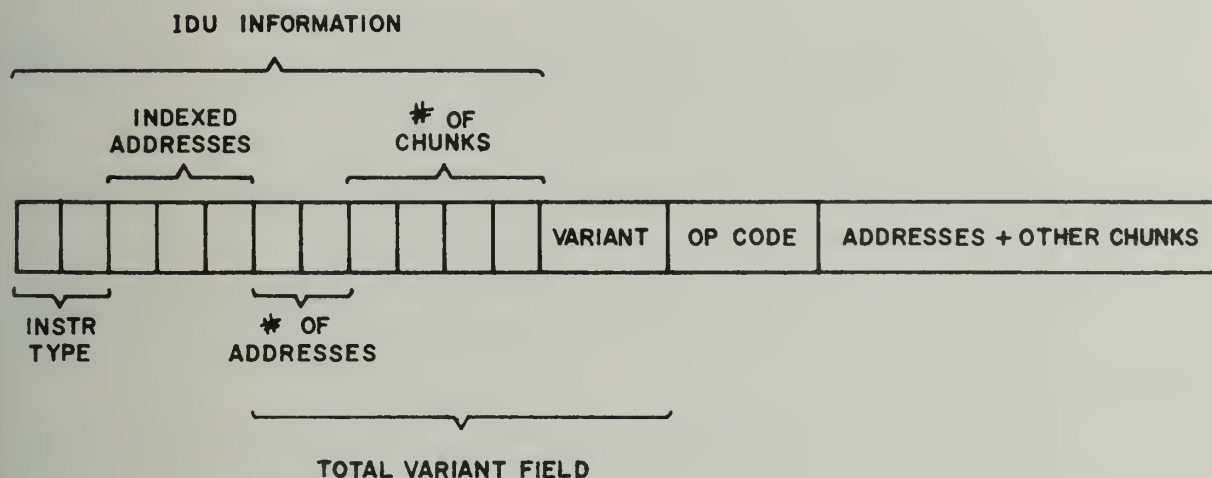 IDU INFORMATION
INDEXED
ADDRESSES
# OF
CHUNKS
VARIANT
OP CODE
ADDRESSES + OTHER CHUNKS
INSTR
TYPE
# OF
ADDRESSES
TOTAL VARIANT FIELD